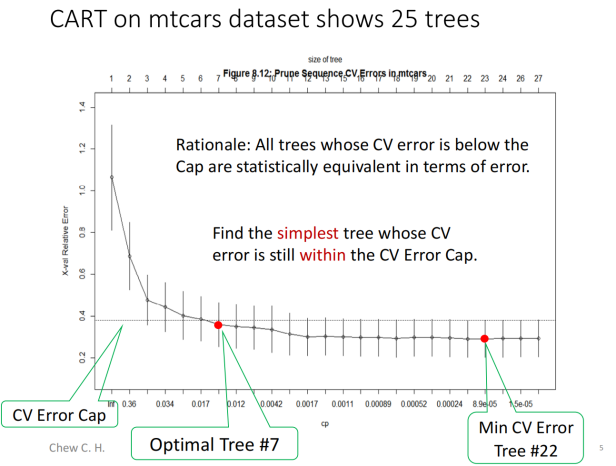 CART on mtcars dataset shows 25 trees
size of tree
Figure 8.12: Prune Sequence CV Errors in mtcars
1 2 3 4 5 6 7 8 9 10 11 12 13 15 16 17 18 19 20 21 22 23 26 27
1.4
1.2
1.0
0.8
0.6
0.4
0.2
X-val Relative Error
Rationale: All trees whose CV error is below the
Cap are statistically equivalent in terms of error.
Find the simplest tree whose CV
error is still within the CV Error Cap.
Inf 0.36 0.034 0.017 0.012 0.0042 0.0017 0.0011 0.00089 0.00052 0.00024 8.9e-05 1.5e-05
cp
CV Error Cap
Optimal Tree #7
Min CV Error
Tree #22
Chew C. H.
5